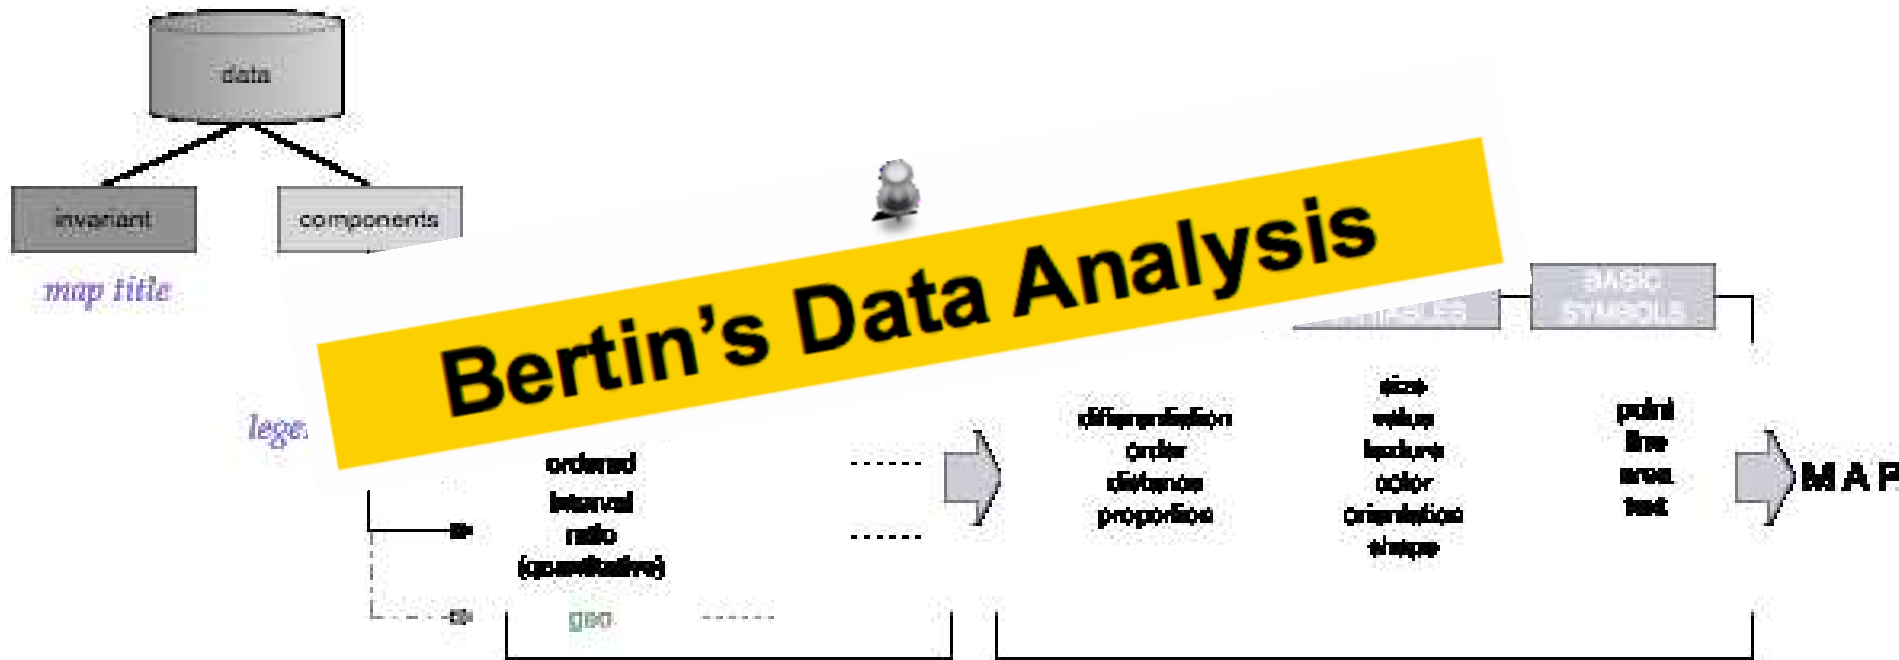 data
invariant
components
map title
Bertin's Data Analysis
BASIC
SYMBOLS
differentiation
order
distance
proportion
size
value
texture
color
orientation
shape
point
line
area
text
MAP
ordered
interval
ratio
(quantitative)
geo